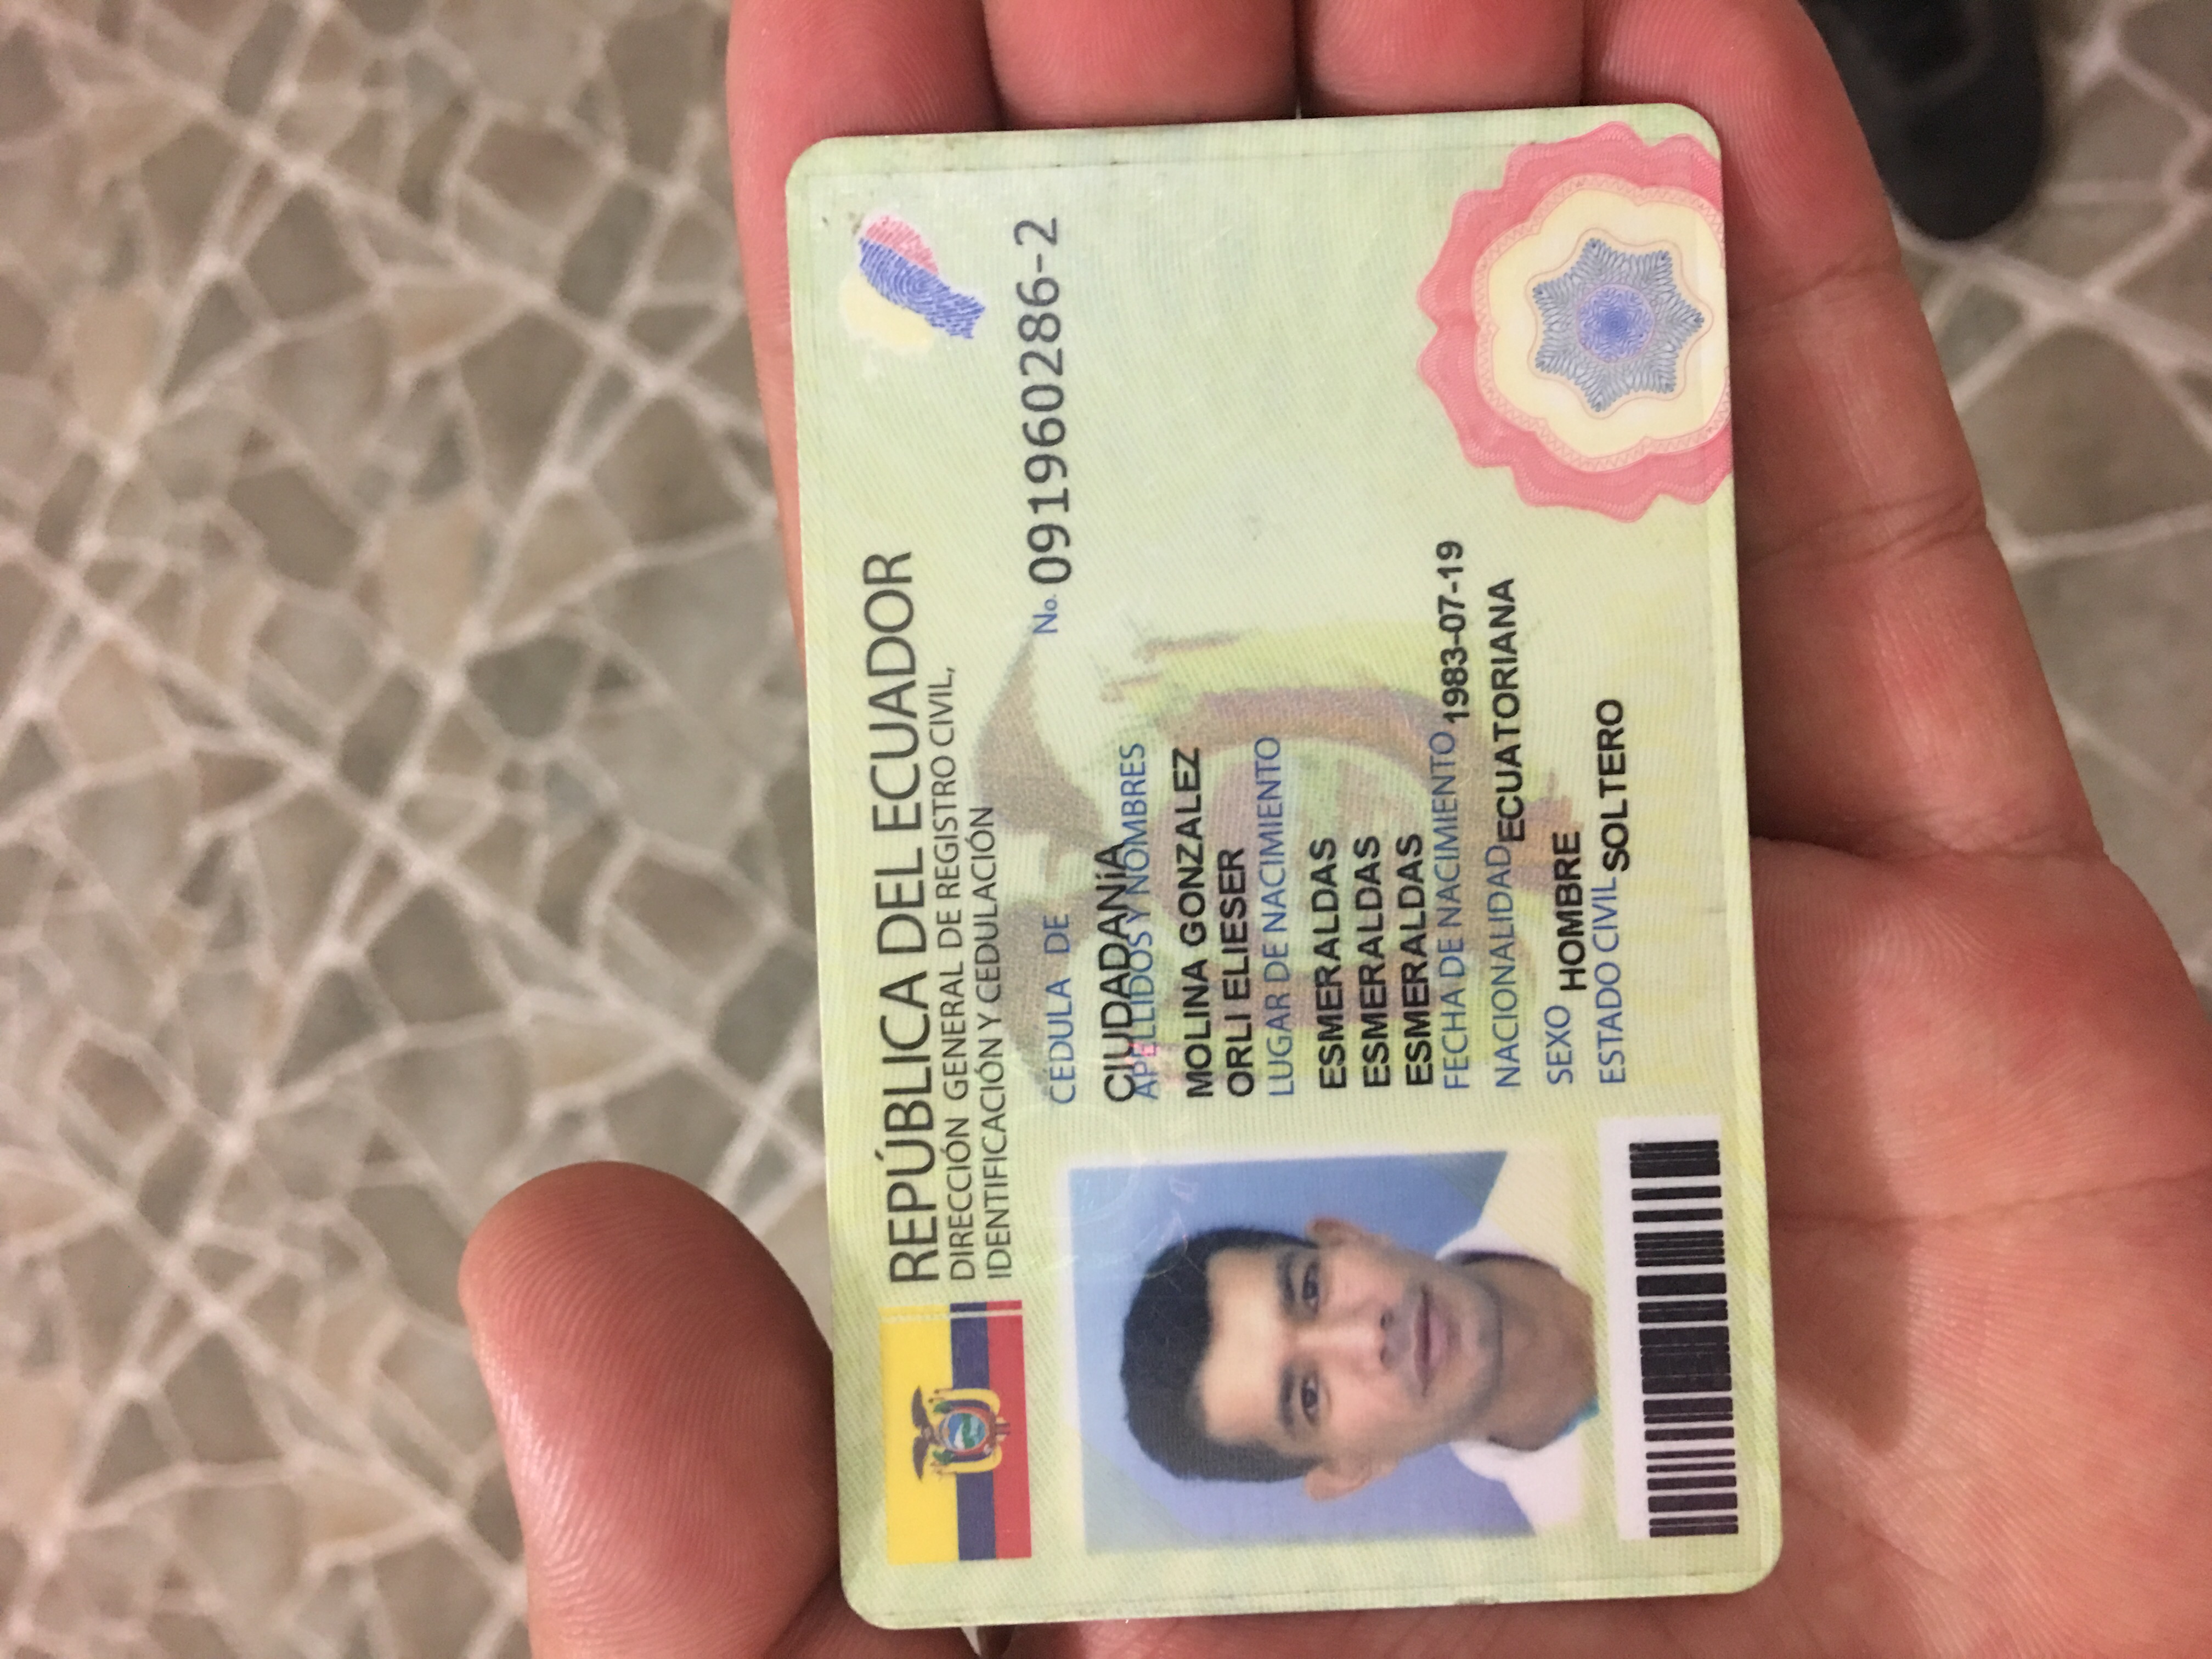 REPÚBLICA DEL ECUADOR
DIRECCIÓN GENERAL DE REGISTRO CIVIL,
IDENTIFICACIÓN Y CEDULACIÓN
CÉDULA DE No. 091960286-2
CIUDADANíA
APELLIDOS Y NOMBRES
MOLINA GONZALEZ
ORLI ELIESER
LUGAR DE NACIMIENTO
ESMERALDAS
ESMERALDAS
ESMERALDAS
FECHA DE NACIMIENTO 1983-07-19
NACIONALIDAD ECUATORIANA
SEXO HOMBRE
ESTADO CIVIL SOLTERO